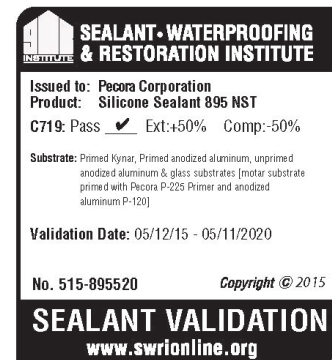 SEALANT • WATERPROOFING
& RESTORATION INSTITUTE
INSTITUTE
Issued to: Pecora Corporation
Product: Silicone Sealant 895 NST
C719: Pass ✔ Ext:+50% Comp:-50%
Substrate: Primed Kynar, Primed anodized aluminum, unprimed
anodized aluminum & glass substrates [motar substrate
primed with Pecora P-225 Primer and anodized
aluminum P-120]
Validation Date: 05/12/15 - 05/11/2020
No. 515-895520 Copyright © 2015
SEALANT VALIDATION
www.swrionline.org